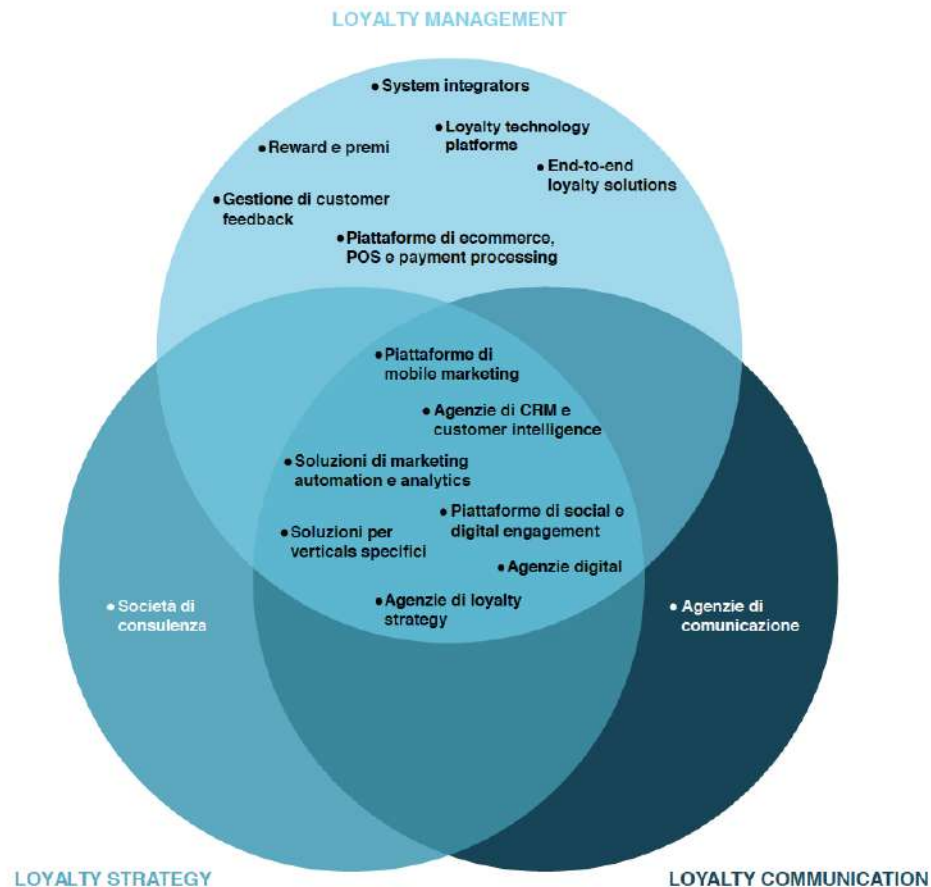 LOYALTY MANAGEMENT
• System integrators
• Loyalty technology
platforms
• Reward e premi
• End-to-end
loyalty solutions
• Gestione di customer
feedback
• Piattaforme di ecommerce,
POS e payment processing
• Piattaforme di
mobile marketing
• Agenzie di CRM e
customer intelligence
• Soluzioni di marketing
automation e analytics
• Piattaforme di social e
digital engagement
• Soluzioni per
verticals specifici
• Agenzie digital
• Agenzie di loyalty
strategy
• Società di
consulenza
• Agenzie di
comunicazione
LOYALTY STRATEGY
LOYALTY COMMUNICATION